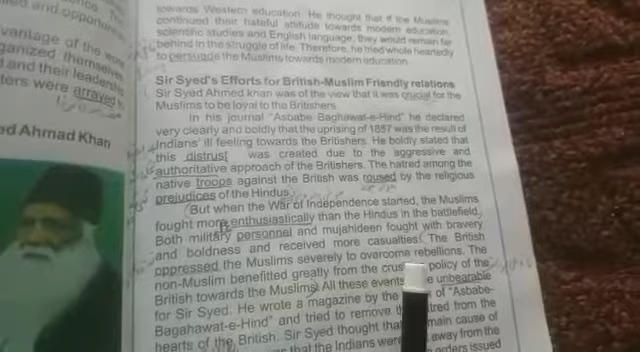 towards Western education. He thought that if the Muslims
continued their hateful attitude towards modern education,
scientific studies and English language, they would remain far
behind in the struggle of life. Therefore, he tried whole heartedly
to persuade the Muslims towards modern education.
Sir Syed's Efforts for British-Muslim Friendly relations
Sir Syed Ahmed khan was of the view that it was crucial for the
Muslims to be loyal to the Britishers.
In his journal "Asbabe Baghawat-e-Hind" he declared
very clearly and boldly that the uprising of 1857 was the result of
Indians' ill feeling towards the Britishers. He boldly stated that
this distrust was created due to the aggressive and
authoritative approach of the Britishers. The hatred among the
native troops against the British was roused by the religious
prejudices of the Hindus.
But when the War of Independence started, the Muslims
fought more enthusiastically than the Hindus in the battlefield.
Both military personnel and mujahideen fought with bravery
and boldness and received more casualties. The British
oppressed the Muslims severely to overcome rebellions. The
non-Muslim benefitted greatly from the policy of the
British towards the Muslims. All these events unbearable
for Sir Syed. He wrote a magazine by the of "Asbabe-
Bagahawat-e-Hind" and tried to remove from the
hearts of the British. Sir Syed thought that main cause of
that the Indians were away from
orders issued
vantage of the
ganized themselves
and their leaders
ters were arrayed
ed Ahmad Khan